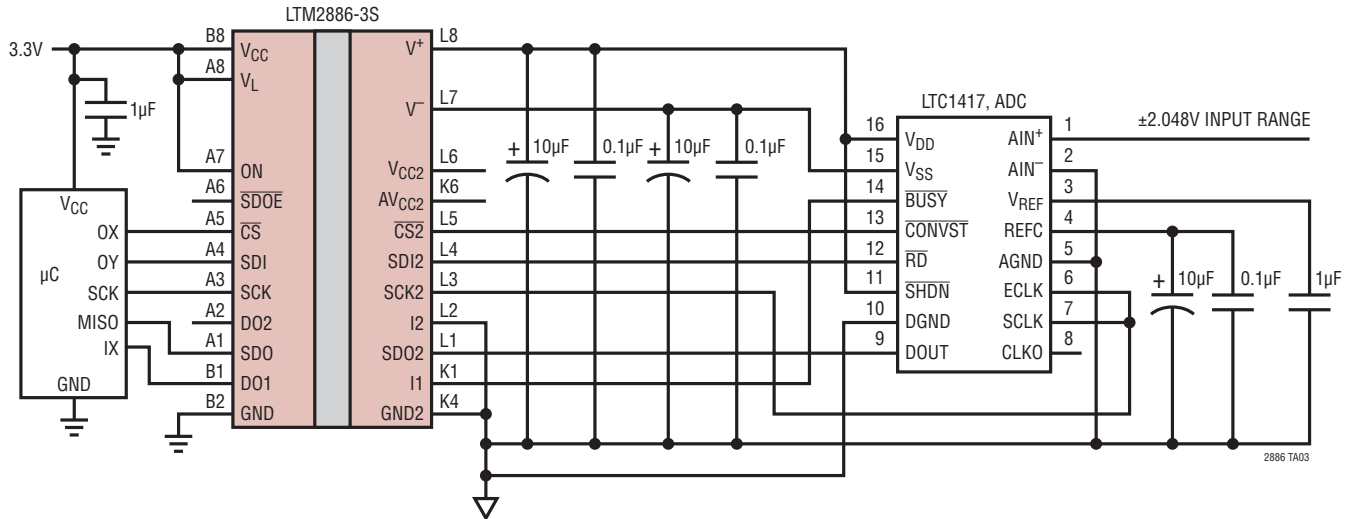 LTM2886-3S
3.3V
B8
VCC
A8
VL
1µF
A7
ON
A6
SDOE
A5
CS
A4
SDI
A3
SCK
A2
DO2
A1
SDO
B1
DO1
B2
GND
VCC
OX
OY
µC
SCK
MISO
IX
GND
V+
L8
V−
L7
VCC2
L6
AVCC2
K6
CS2
L5
SDI2
L4
SCK2
L3
I2
L2
SDO2
L1
I1
K1
GND2
K4
+
10µF
0.1µF
+
10µF
0.1µF
LTC1417, ADC
16
VDD
15
VSS
14
BUSY
13
CONVST
12
RD
11
SHDN
10
DGND
9
DOUT
AIN+
1
AIN−
2
VREF
3
REFC
4
AGND
5
ECLK
6
SCLK
7
CLKO
8
±2.048V INPUT RANGE
+
10µF
0.1µF
1µF
2886 TA03